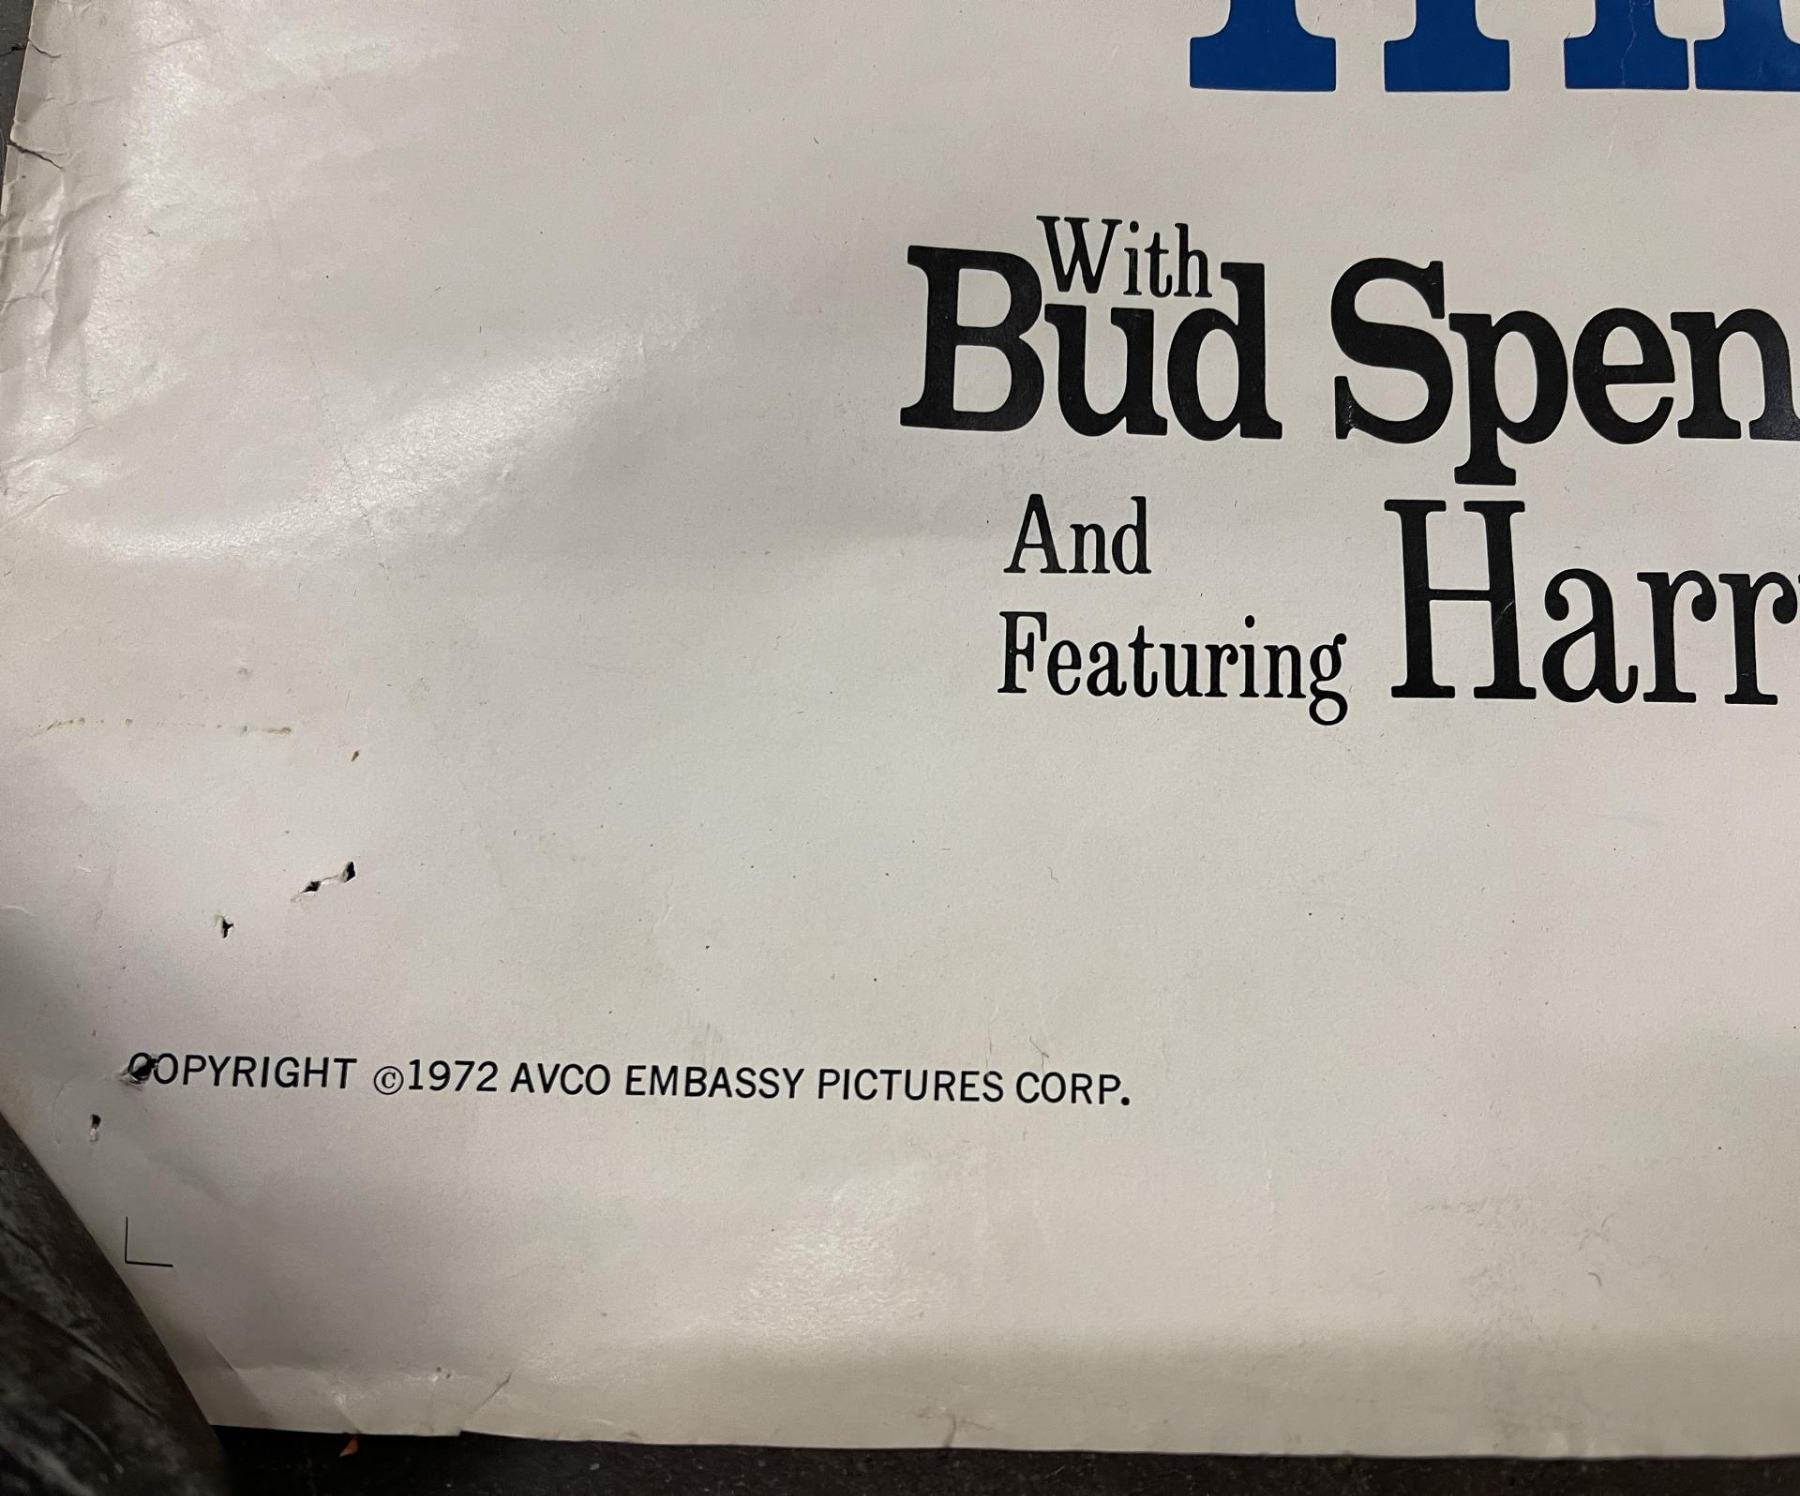 With
Bud Spen
And
Featuring Harr
COPYRIGHT ©1972 AVCO EMBASSY PICTURES CORP.